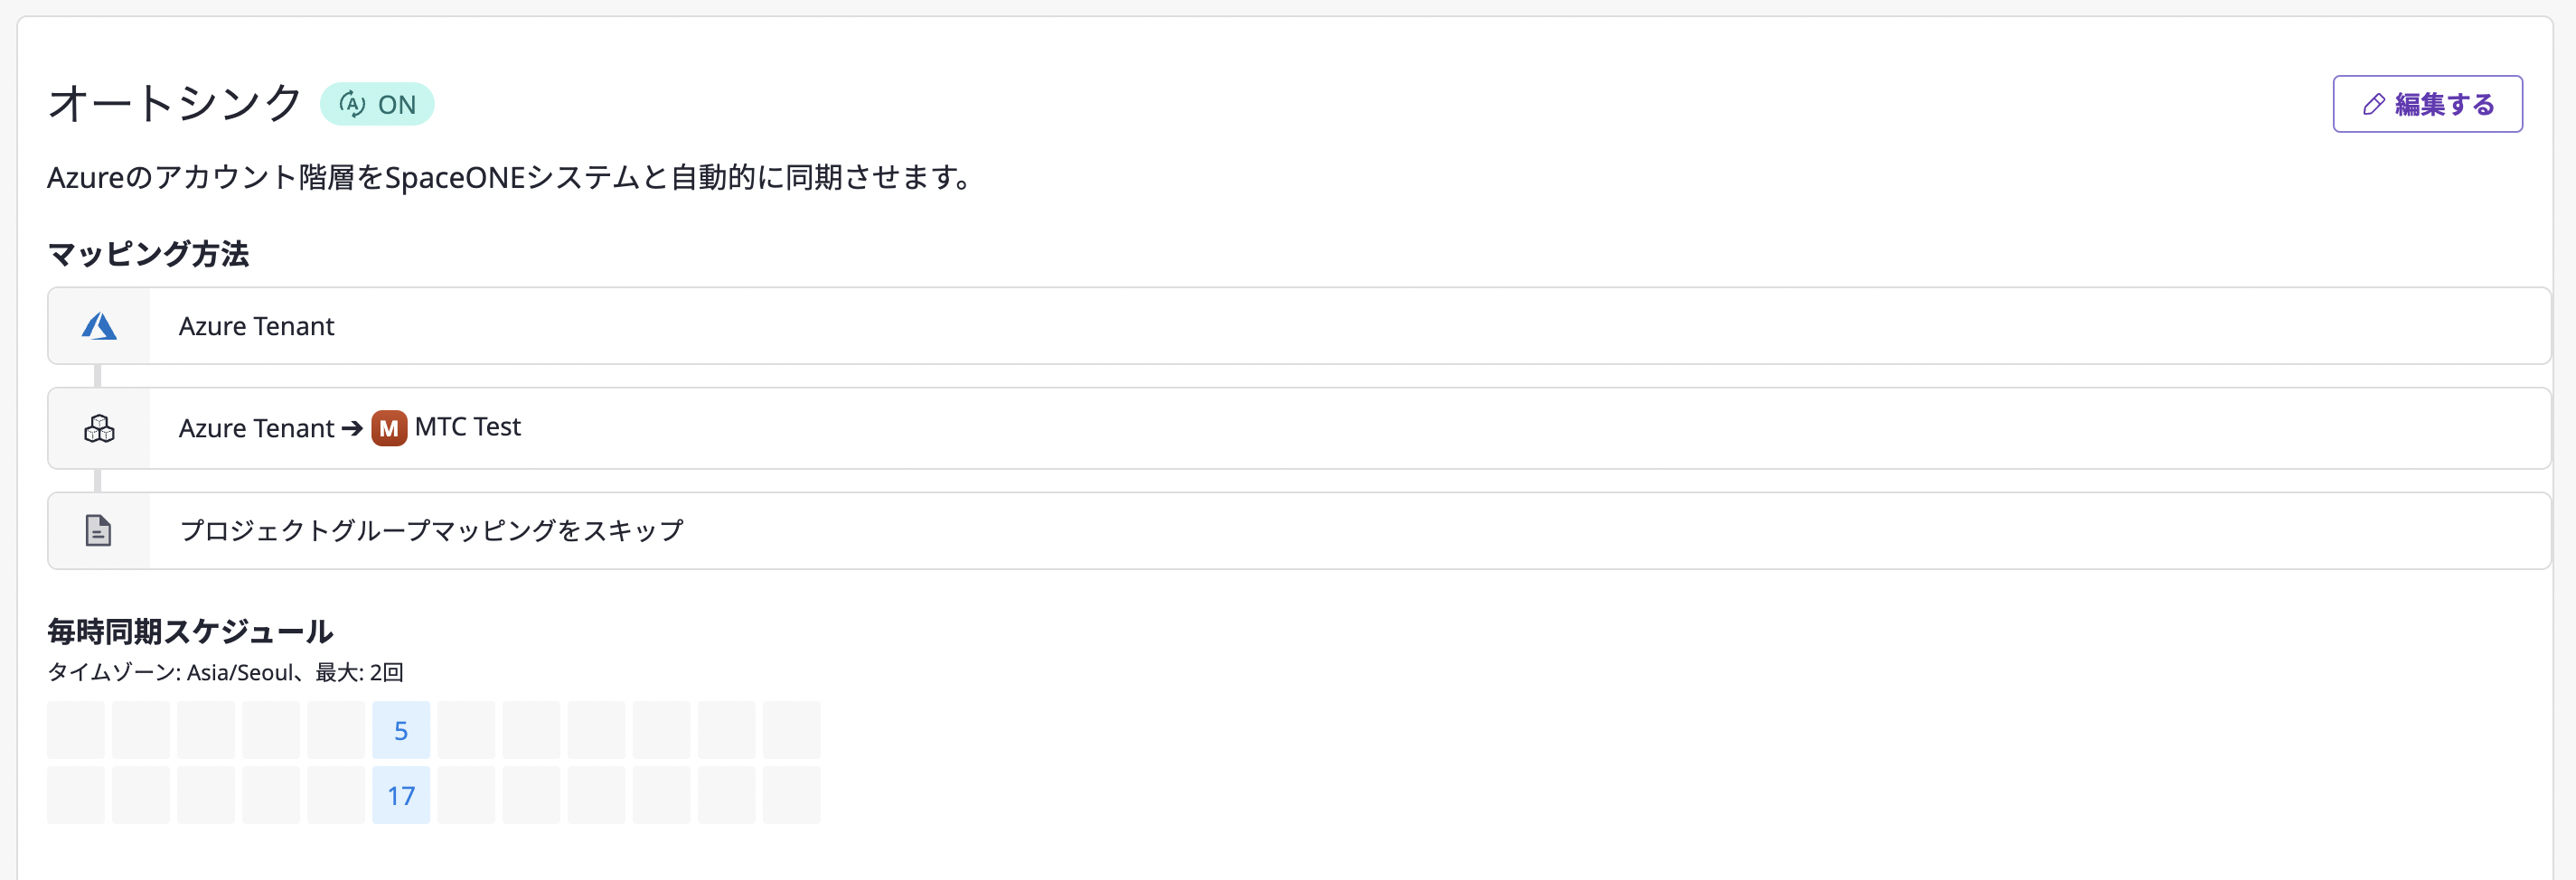 オートシンク ON
編集する
Azureのアカウント階層をSpaceONEシステムと自動的に同期させます。
マッピング方法
Azure Tenant
Azure Tenant ➔ M MTC Test
プロジェクトグループマッピングをスキップ
毎時同期スケジュール
タイムゾーン: Asia/Seoul、最大: 2回
5
17